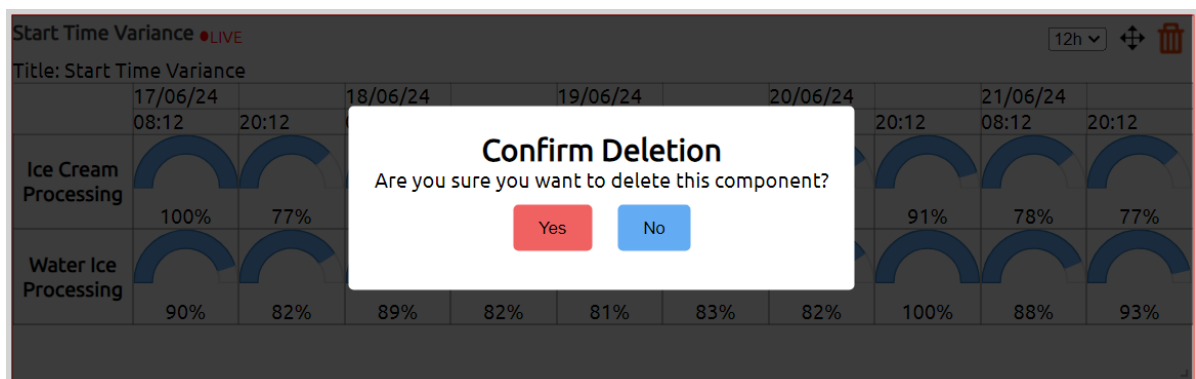 Start Time Variance ●LIVE 12h
Title: Start Time Variance
17/06/24 18/06/24 19/06/24 20/06/24 21/06/24
08:12 20:12 20:12 08:12 20:12
Confirm Deletion
Are you sure you want to delete this component?
Yes No
Ice Cream
Processing
100% 77% 91% 78% 77%
Water Ice
Processing
90% 82% 89% 82% 81% 83% 82% 100% 88% 93%